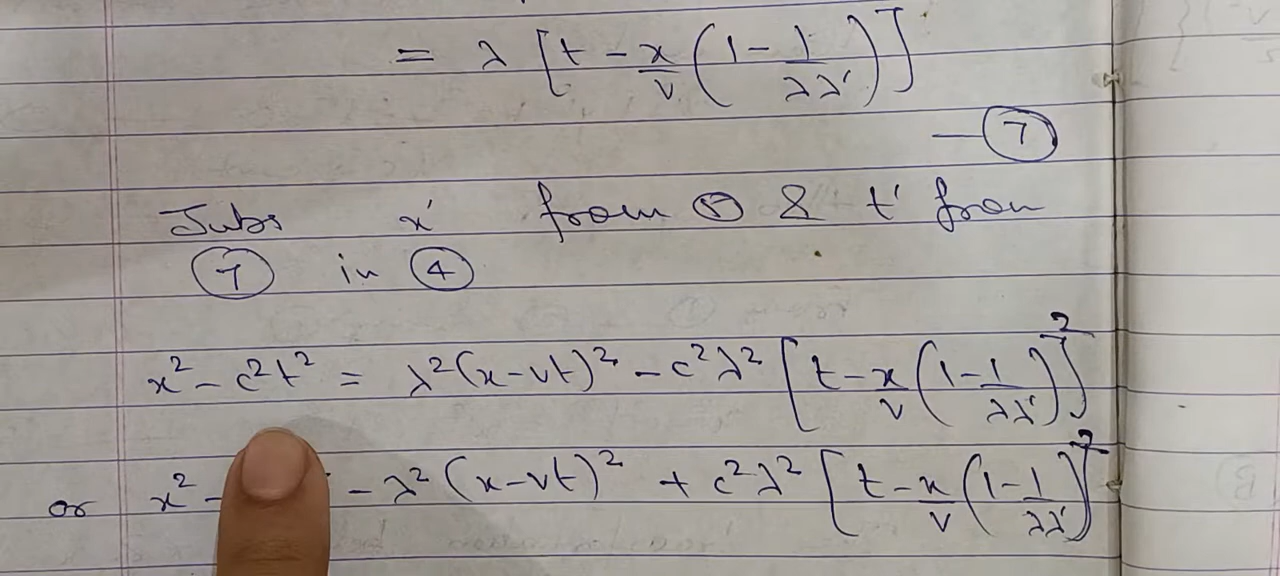 = λ [t - x/v (1 - 1/λλ')]
— 7
Subs x' from 5 & t' from
7 in 4
x² - c²t² = λ²(x-vt)² - c²λ² [t - x/v (1 - 1/λλ')]²
or x² - - λ²(x-vt)² + c²λ² [t - x/v (1 - 1/λλ')]²